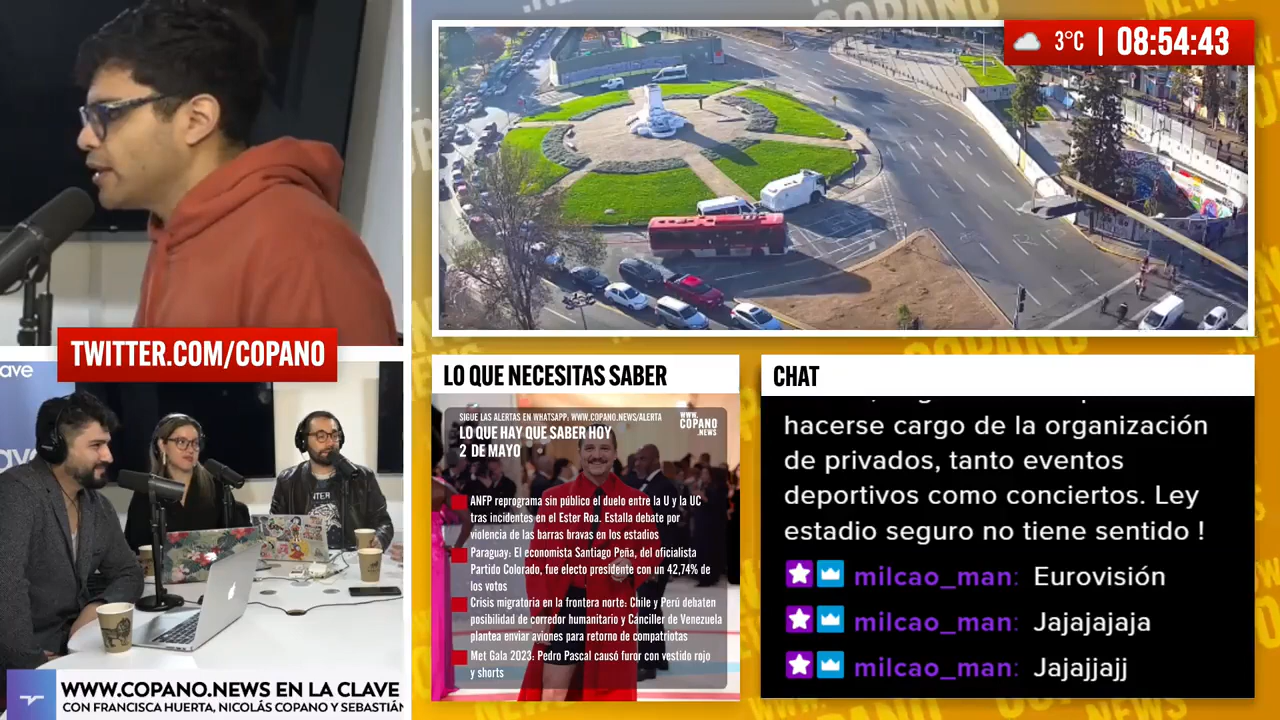 3°C | 08:54:43
TWITTER.COM/COPANO
ave
LO QUE NECESITAS SABER
SIGUE LAS ALERTAS EN WHATSAPP: WWW.COPANO.NEWS/ALERTA
LO QUE HAY QUE SABER HOY
2 DE MAYO
WWW.
COPANO
.NEWS
ANFP reprograma sin público el duelo entre la U y la UC
tras incidentes en el Ester Roa. Estalla debate por
violencia de las barras bravas en los estadios
Paraguay: El economista Santiago Peña, del oficialista
Partido Colorado, fue electo presidente con un 42,74% de
los votos
Crisis migratoria en la frontera norte: Chile y Perú debaten
posibilidad de corredor humanitario y Canciller de Venezuela
plantea enviar aviones para retorno de compatriotas
Met Gala 2023: Pedro Pascal causó furor con vestido rojo
y shorts
CHAT
hacerse cargo de la organización
de privados, tanto eventos
deportivos como conciertos. Ley
estadio seguro no tiene sentido !
milcao_man: Eurovisión
milcao_man: Jajajajaja
milcao_man: Jajajjajj
WWW.COPANO.NEWS EN LA CLAVE
CON FRANCISCA HUERTA, NICOLÁS COPANO Y SEBASTIÁN